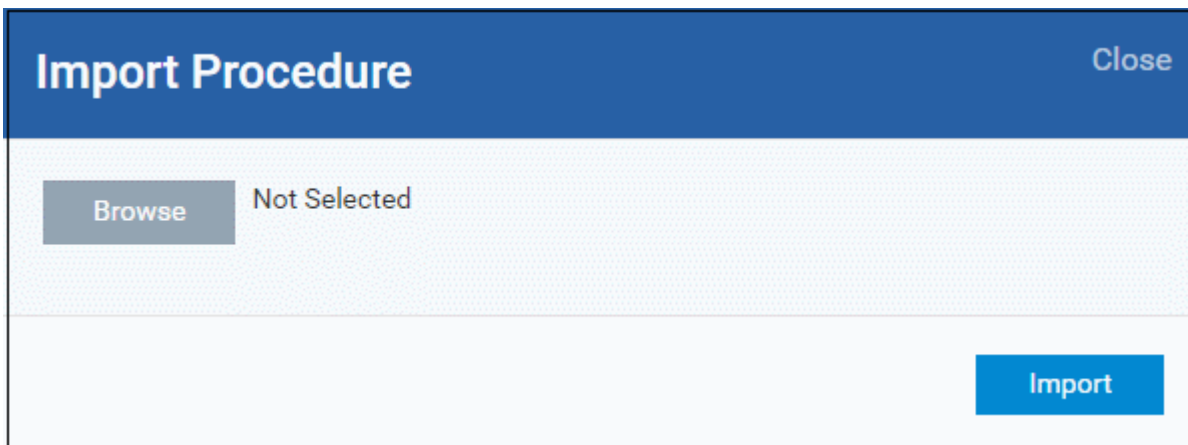 Import Procedure
Close
Browse
Not Selected
Import